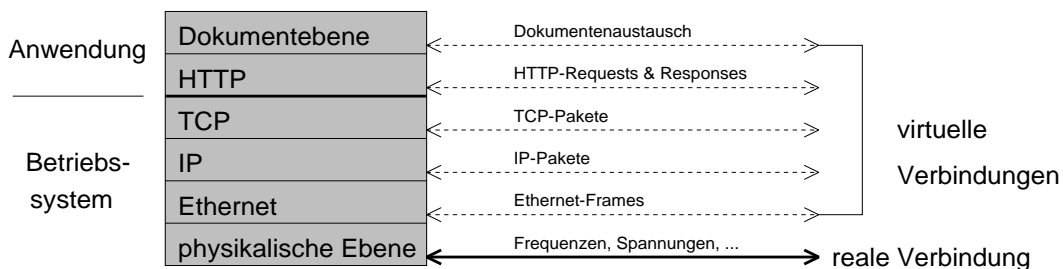 Anwendung
Dokumentebene
Dokumentenaustausch
HTTP
HTTP-Requests & Responses
TCP
TCP-Pakete
virtuelle
Verbindungen
Betriebs-
system
IP
IP-Pakete
Ethernet
Ethernet-Frames
physikalische Ebene
Frequenzen, Spannungen, ...
reale Verbindung